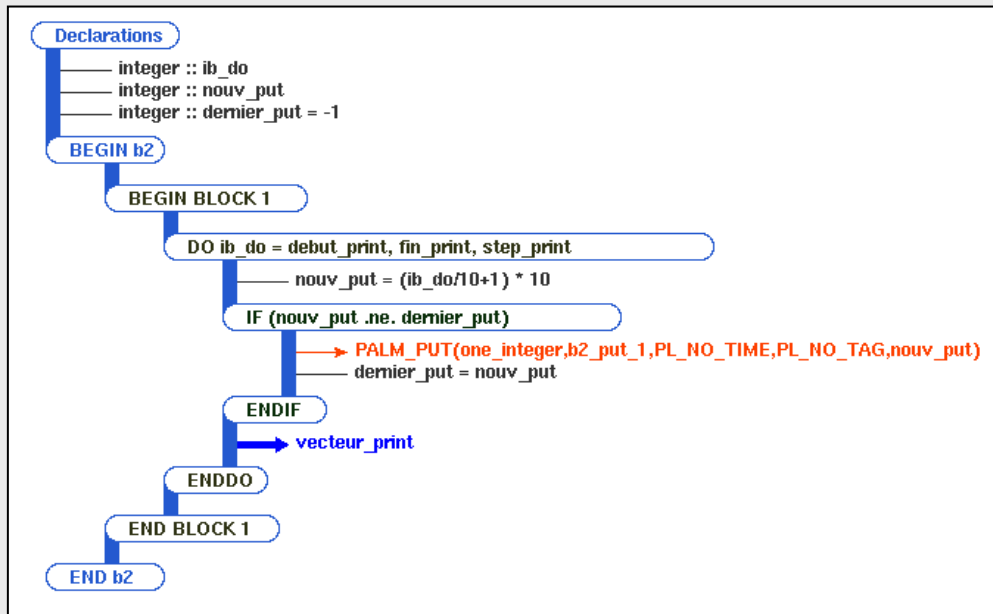 Declarations
integer :: ib_do
integer :: nouv_put
integer :: dernier_put = -1
BEGIN b2
BEGIN BLOCK 1
DO ib_do = debut_print, fin_print, step_print
nouv_put = (ib_do/10+1) * 10
IF (nouv_put .ne. dernier_put)
PALM_PUT(one_integer,b2_put_1,PL_NO_TIME,PL_NO_TAG,nouv_put)
dernier_put = nouv_put
ENDIF
vecteur_print
ENDDO
END BLOCK 1
END b2